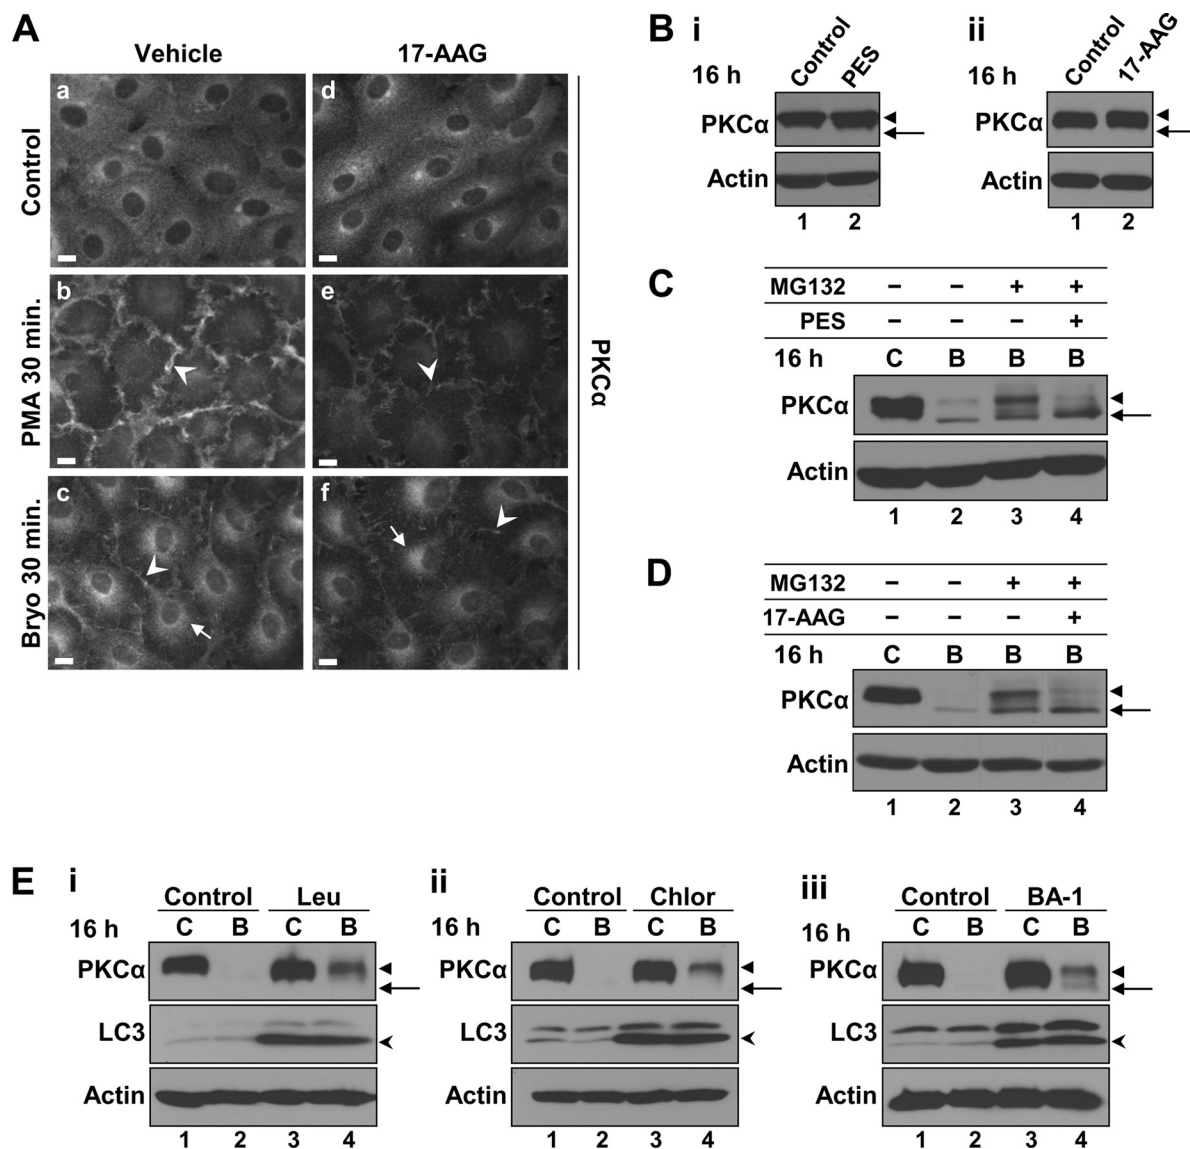 A
Vehicle
17-AAG
Control
a
d
PMA 30 min.
b
e
Bryo 30 min.
c
f
PKCα
B
i
16 h
Control
PES
PKCα
Actin
1 2
ii
16 h
Control
17-AAG
PKCα
Actin
1 2
C
MG132 − − + +
PES − − − +
16 h C B B B
PKCα
Actin
1 2 3 4
D
MG132 − − + +
17-AAG − − − +
16 h C B B B
PKCα
Actin
1 2 3 4
E
i
Control Leu
16 h C B C B
PKCα
LC3
Actin
1 2 3 4
ii
Control Chlor
16 h C B C B
PKCα
LC3
Actin
1 2 3 4
iii
Control BA-1
16 h C B C B
PKCα
LC3
Actin
1 2 3 4